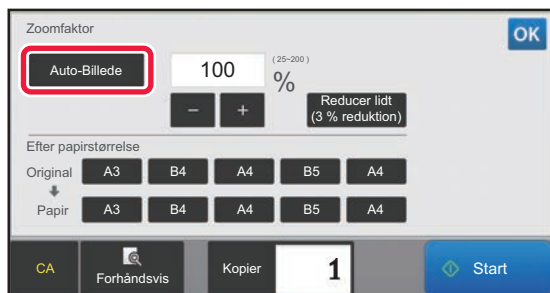 Zoomfaktor
OK
Auto-Billede
100
(25~200)
%
− +
Reducer lidt
(3 % reduktion)
Efter papirstørrelse
Original A3 B4 A4 B5 A4
Papir A3 B4 A4 B5 A4
CA
Forhåndsvis
Kopier
1
Start